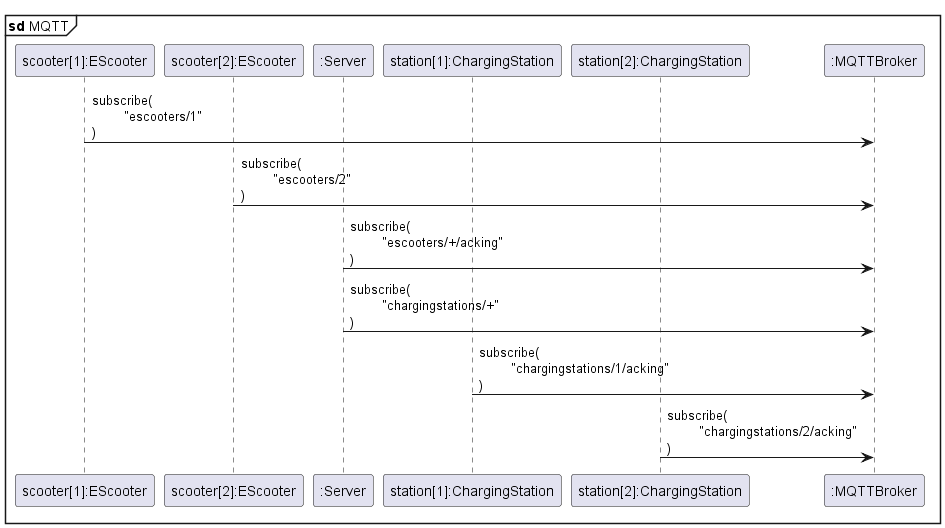 sd MQTT
scooter[1]:EScooter scooter[2]:EScooter :Server station[1]:ChargingStation station[2]:ChargingStation :MQTTBroker
subscribe(
"escooters/1"
)
subscribe(
"escooters/2"
)
subscribe(
"escooters/+/acking"
)
subscribe(
"chargingstations/+"
)
subscribe(
"chargingstations/1/acking"
)
subscribe(
"chargingstations/2/acking"
)
scooter[1]:EScooter scooter[2]:EScooter :Server station[1]:ChargingStation station[2]:ChargingStation :MQTTBroker